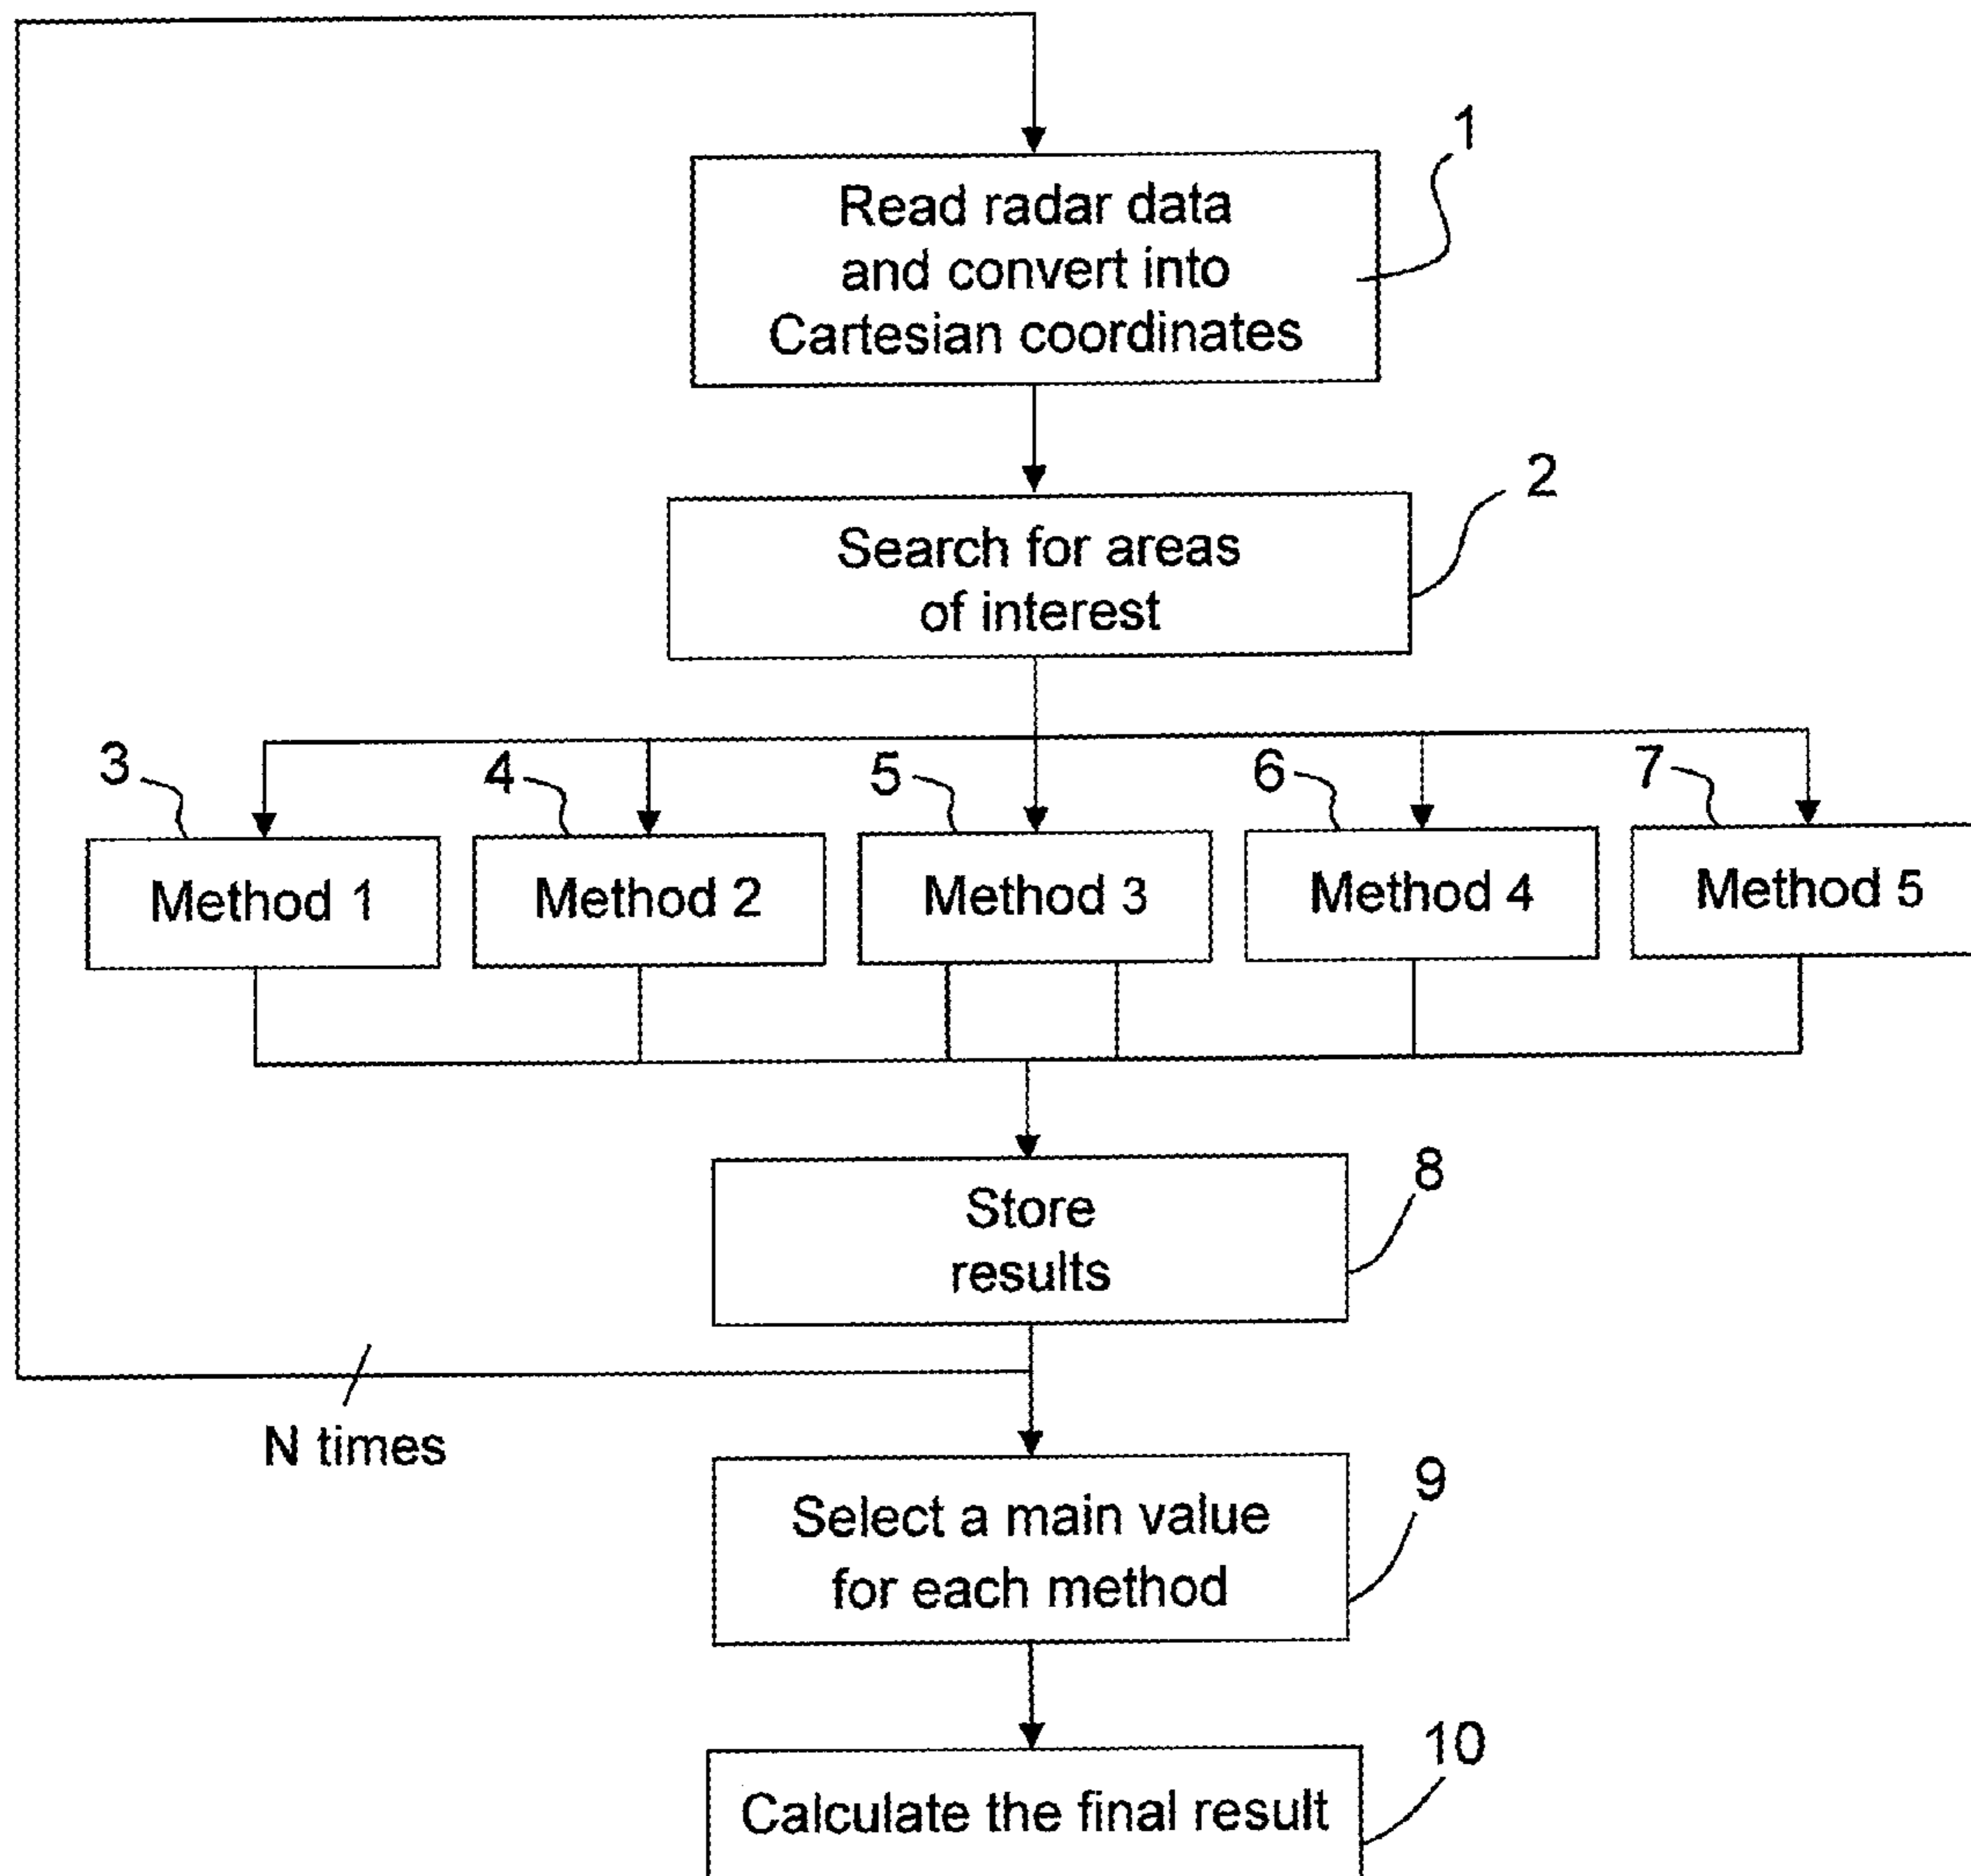 1
Read radar data
and convert into
Cartesian coordinates
2
Search for areas
of interest
3
4
5
6
7
Method 1
Method 2
Method 3
Method 4
Method 5
8
Store
results
N times
9
Select a main value
for each method
10
Calculate the final result